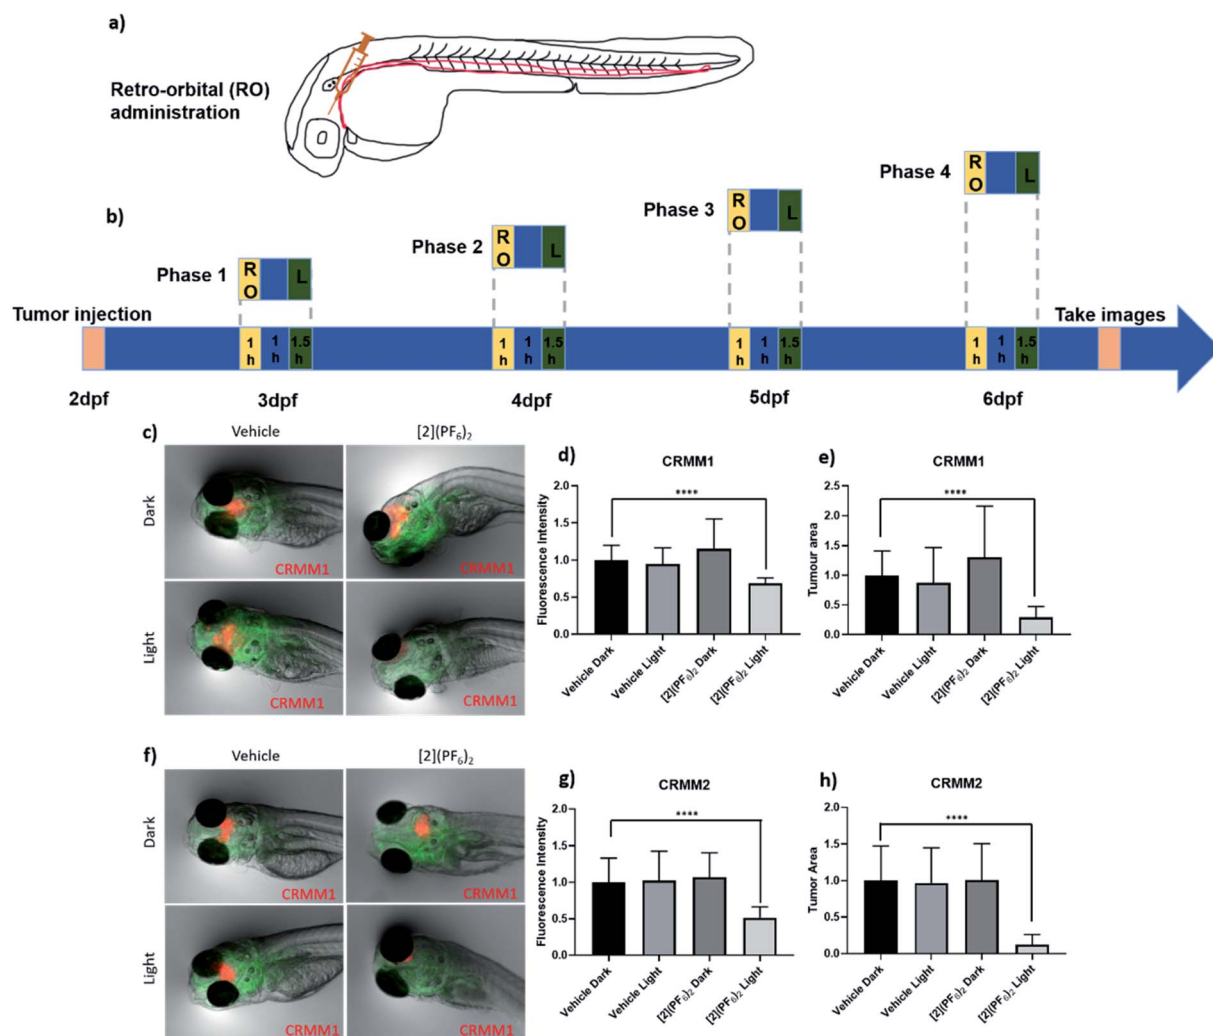 a)
Retro-orbital (RO)
administration
b)
Phase 1
R
O
L
Phase 2
R
O
L
Phase 3
R
O
L
Phase 4
R
O
L
Tumor injection
Take images
1
h
1
h
1.5
h
1
h
1
h
1.5
h
1
h
1
h
1.5
h
1
h
1
h
1.5
h
2dpf
3dpf
4dpf
5dpf
6dpf
c)
Vehicle
[2](PF₆)₂
Dark
CRMM1
CRMM1
Light
CRMM1
CRMM1
d)
CRMM1
Fluorescence Intensity
2.0
1.5
1.0
0.5
0.0
Vehicle Dark
Vehicle Light
[2](PF₆)₂ Dark
[2](PF₆)₂ Light
****
e)
CRMM1
Tumour area
2.5
2.0
1.5
1.0
0.5
0.0
Vehicle Dark
Vehicle Light
[2](PF₆)₂ Dark
[2](PF₆)₂ Light
****
f)
Vehicle
[2](PF₆)₂
Dark
CRMM1
CRMM1
Light
CRMM1
CRMM1
g)
CRMM2
Fluorescence Intensity
2.0
1.5
1.0
0.5
0.0
Vehicle Dark
Vehicle Light
[2](PF₆)₂ Dark
[2](PF₆)₂ Light
****
h)
CRMM2
Tumor Area
2.0
1.5
1.0
0.5
0.0
Vehicle Dark
Vehicle Light
[2](PF₆)₂ Dark
[2](PF₆)₂ Light
****